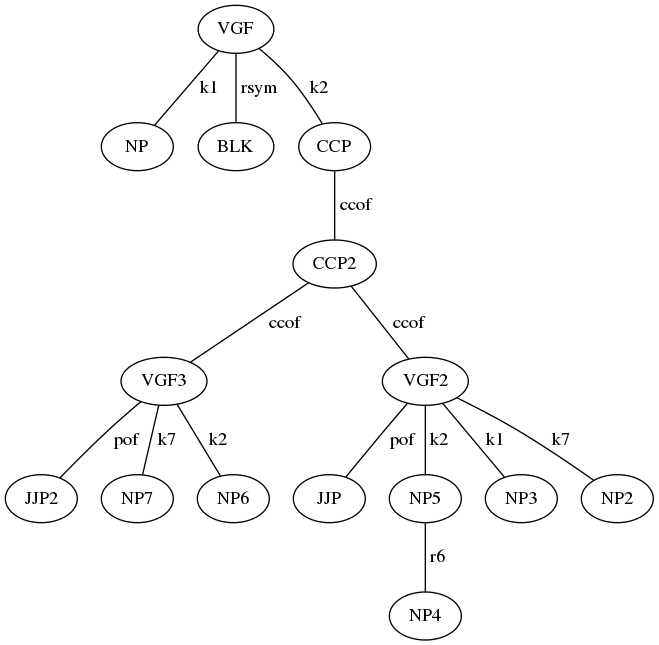 VGF
k1 rsym k2
NP BLK CCP
ccof
CCP2
ccof ccof
VGF3 VGF2
pof k7 k2 pof k2 k1 k7
JJP2 NP7 NP6 JJP NP5 NP3 NP2
r6
NP4